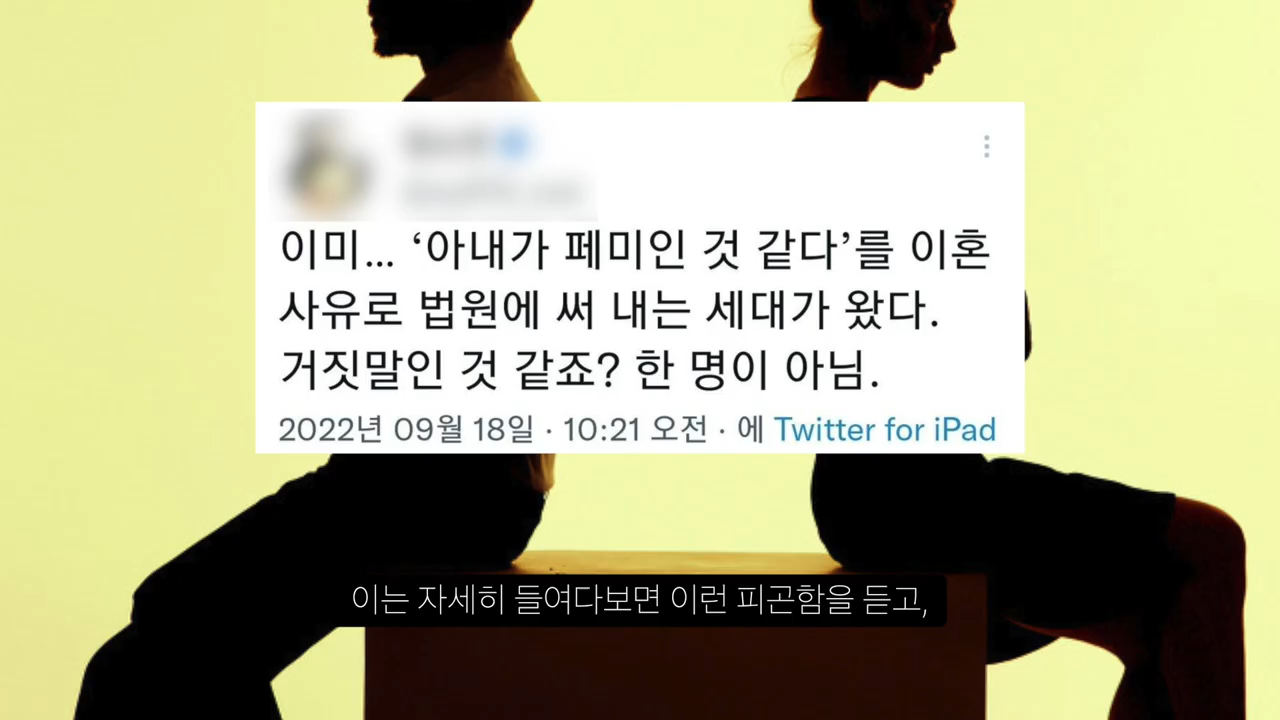 이미... ‘아내가 페미인 것 같다’를 이혼
사유로 법원에 써 내는 세대가 왔다.
거짓말인 것 같죠? 한 명이 아님.
2022년 09월 18일 · 10:21 오전 · 에 Twitter for iPad
이는 자세히 들여다보면 이런 피곤함을 듣고,